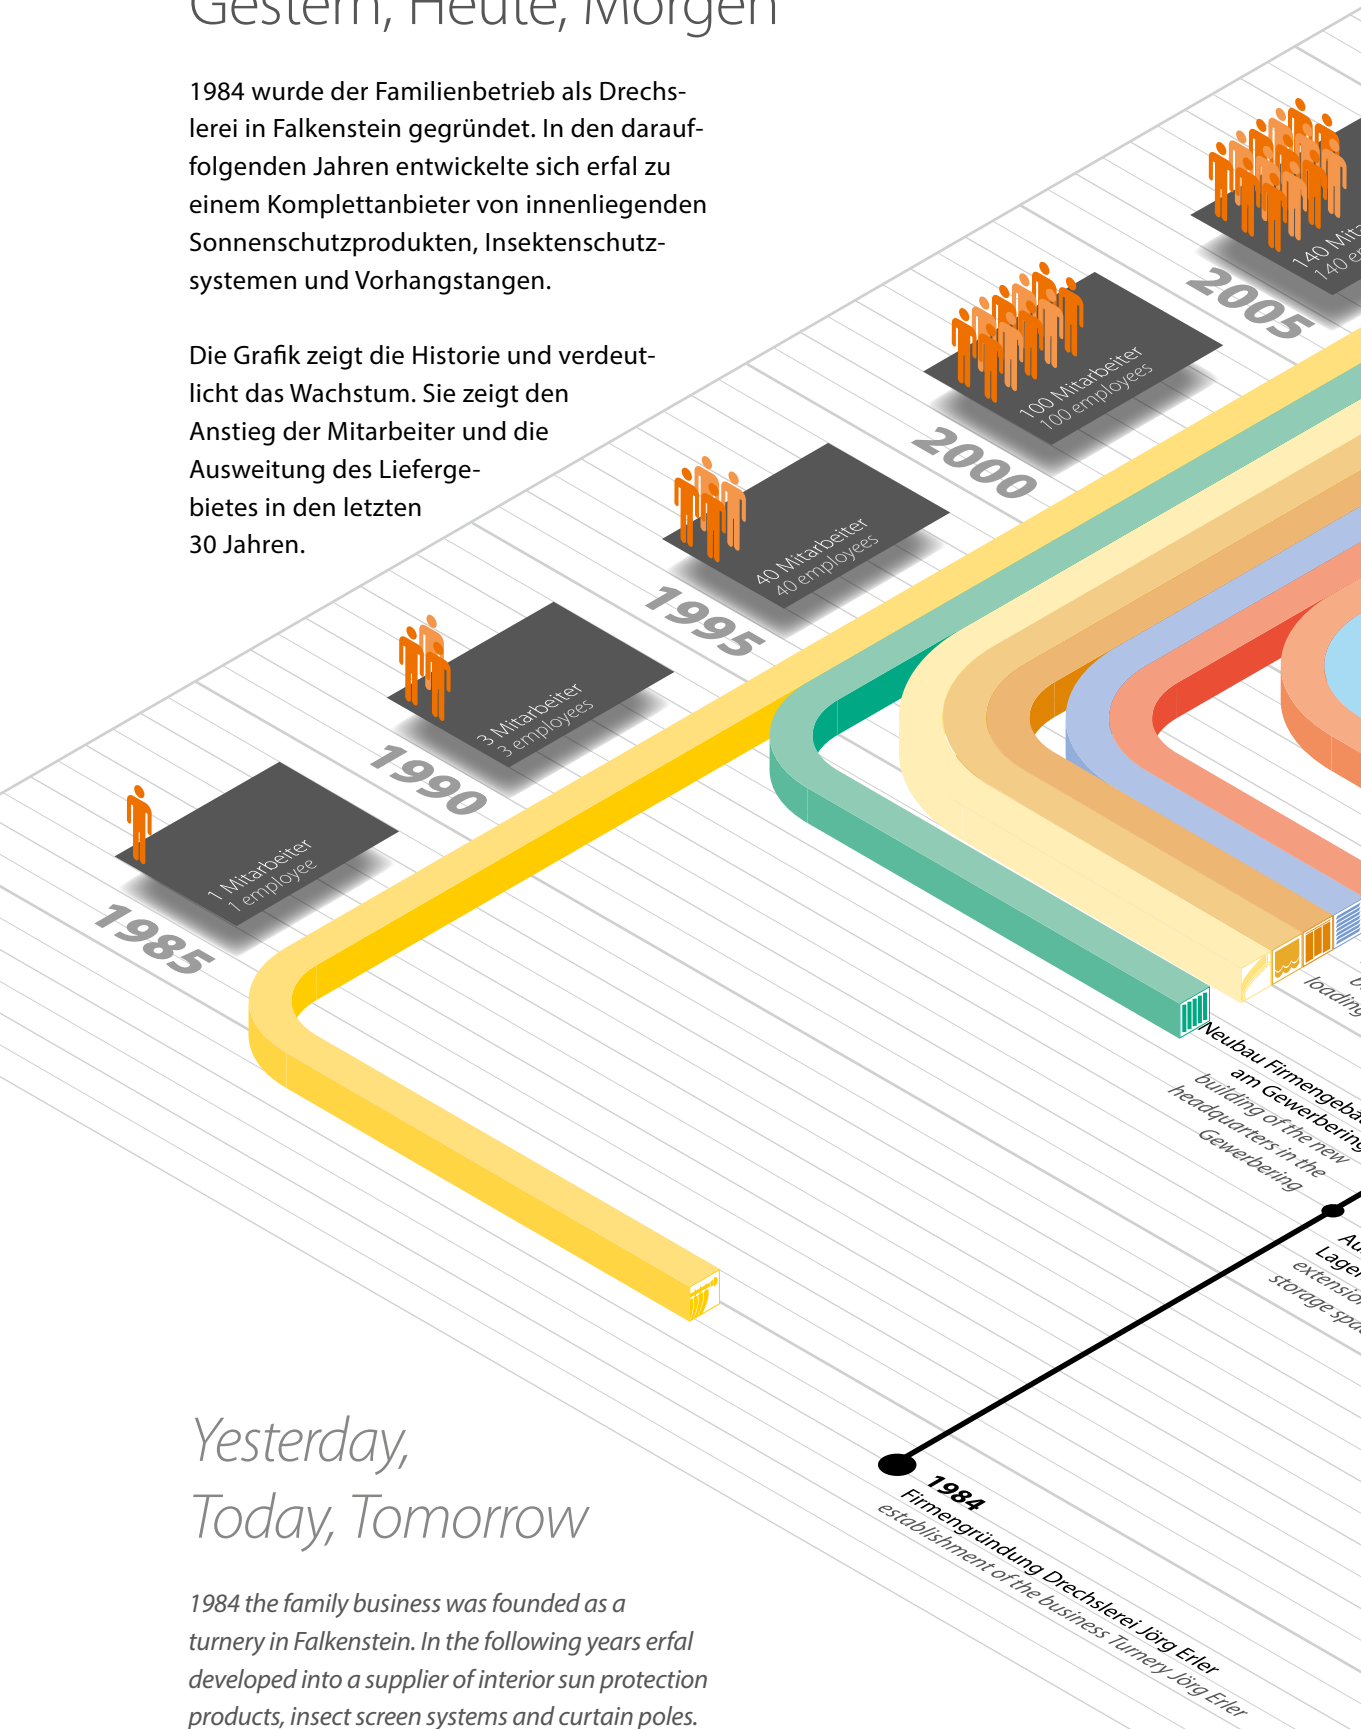 Gestern, Heute, Morgen
1984 wurde der Familienbetrieb als Drechs-
lerei in Falkenstein gegründet. In den darauf-
folgenden Jahren entwickelte sich erfal zu
einem Komplettanbieter von innenliegenden
Sonnenschutzprodukten, Insektenschutz-
systemen und Vorhangstangen.
Die Grafik zeigt die Historie und verdeut-
licht das Wachstum. Sie zeigt den
Anstieg der Mitarbeiter und die
Ausweitung des Lieferge-
bietes in den letzten
30 Jahren.
140
140
2005
100 Mitarbeiter
100 employees
2000
40 Mitarbeiter
40 employees
1995
3 Mitarbeiter
3 employees
1990
1 Mitarbeiter
1 employee
1985
loading
Neubau
am Gewerbering
building of the new
headquarters in the
Gewerbering
1984
Firmengründung Drechslerei Jörg Erler
establishment of the business Turnery Jörg Erler
Yesterday,
Today, Tomorrow
1984 the family business was founded as a
turnery in Falkenstein. In the following years erfal
developed into a supplier of interior sun protection
products, insect screen systems and curtain poles.